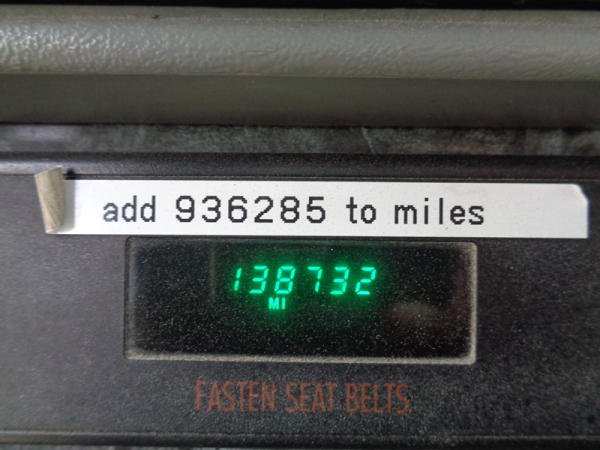 add 936285 to miles
138732
MI
FASTEN SEAT BELTS